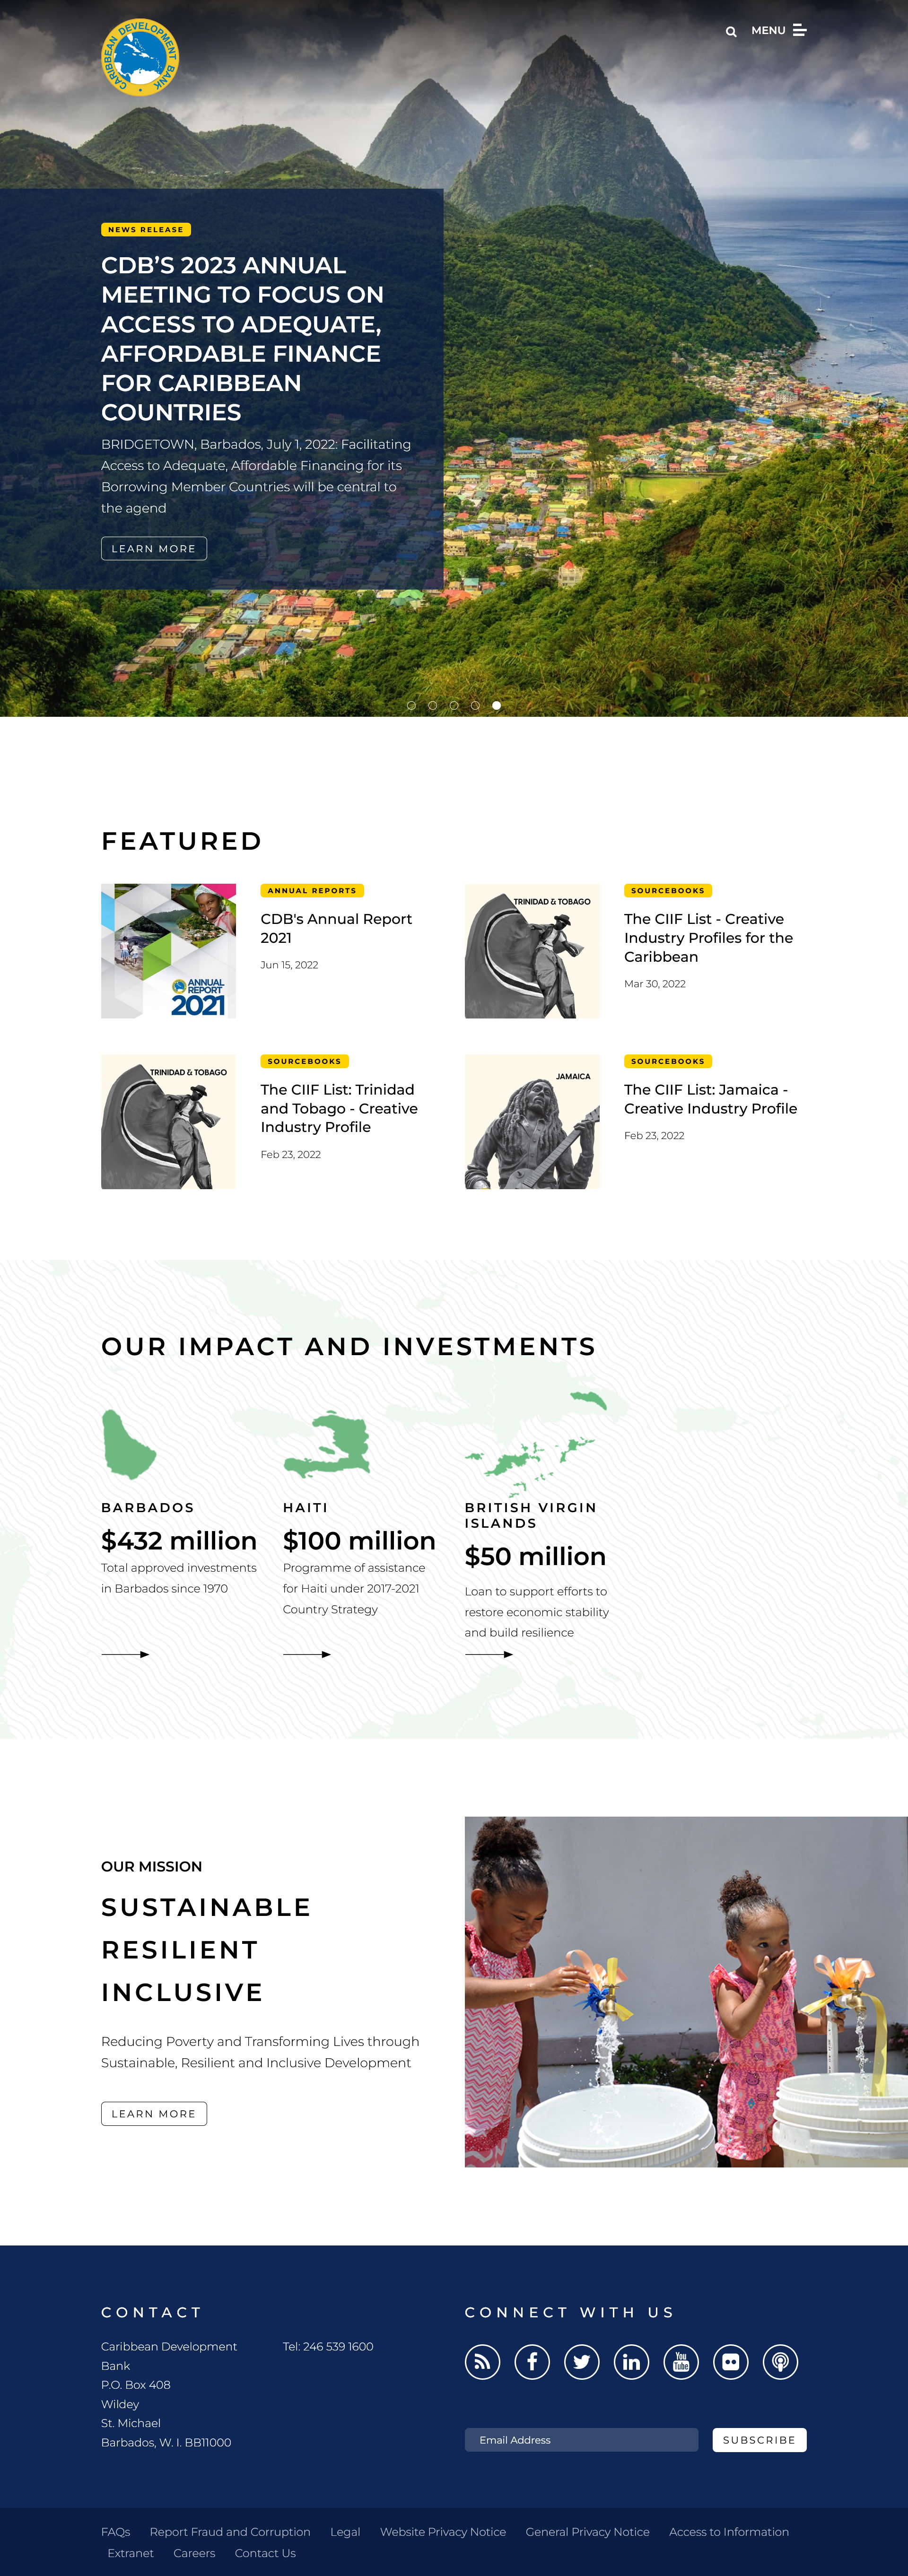 CARIBBEAN DEVELOPMENT BANK
MENU
NEWS RELEASE
CDB’S 2023 ANNUAL
MEETING TO FOCUS ON
ACCESS TO ADEQUATE,
AFFORDABLE FINANCE
FOR CARIBBEAN
COUNTRIES
BRIDGETOWN, Barbados, July 1, 2022: Facilitating
Access to Adequate, Affordable Financing for its
Borrowing Member Countries will be central to
the agend
LEARN MORE
FEATURED
ANNUAL
REPORT
2021
ANNUAL REPORTS
CDB's Annual Report
2021
Jun 15, 2022
TRINIDAD & TOBAGO
SOURCEBOOKS
The CIIF List - Creative
Industry Profiles for the
Caribbean
Mar 30, 2022
TRINIDAD & TOBAGO
SOURCEBOOKS
The CIIF List: Trinidad
and Tobago - Creative
Industry Profile
Feb 23, 2022
JAMAICA
SOURCEBOOKS
The CIIF List: Jamaica -
Creative Industry Profile
Feb 23, 2022
OUR IMPACT AND INVESTMENTS
BARBADOS
$432 million
Total approved investments
in Barbados since 1970
HAITI
$100 million
Programme of assistance
for Haiti under 2017-2021
Country Strategy
BRITISH VIRGIN
ISLANDS
$50 million
Loan to support efforts to
restore economic stability
and build resilience
OUR MISSION
SUSTAINABLE
RESILIENT
INCLUSIVE
Reducing Poverty and Transforming Lives through
Sustainable, Resilient and Inclusive Development
LEARN MORE
CONTACT
Caribbean Development
Bank
P.O. Box 408
Wildey
St. Michael
Barbados, W. I. BB11000
Tel: 246 539 1600
CONNECT WITH US
You
Tube
Email Address
SUBSCRIBE
FAQs Report Fraud and Corruption Legal Website Privacy Notice General Privacy Notice Access to Information
Extranet Careers Contact Us